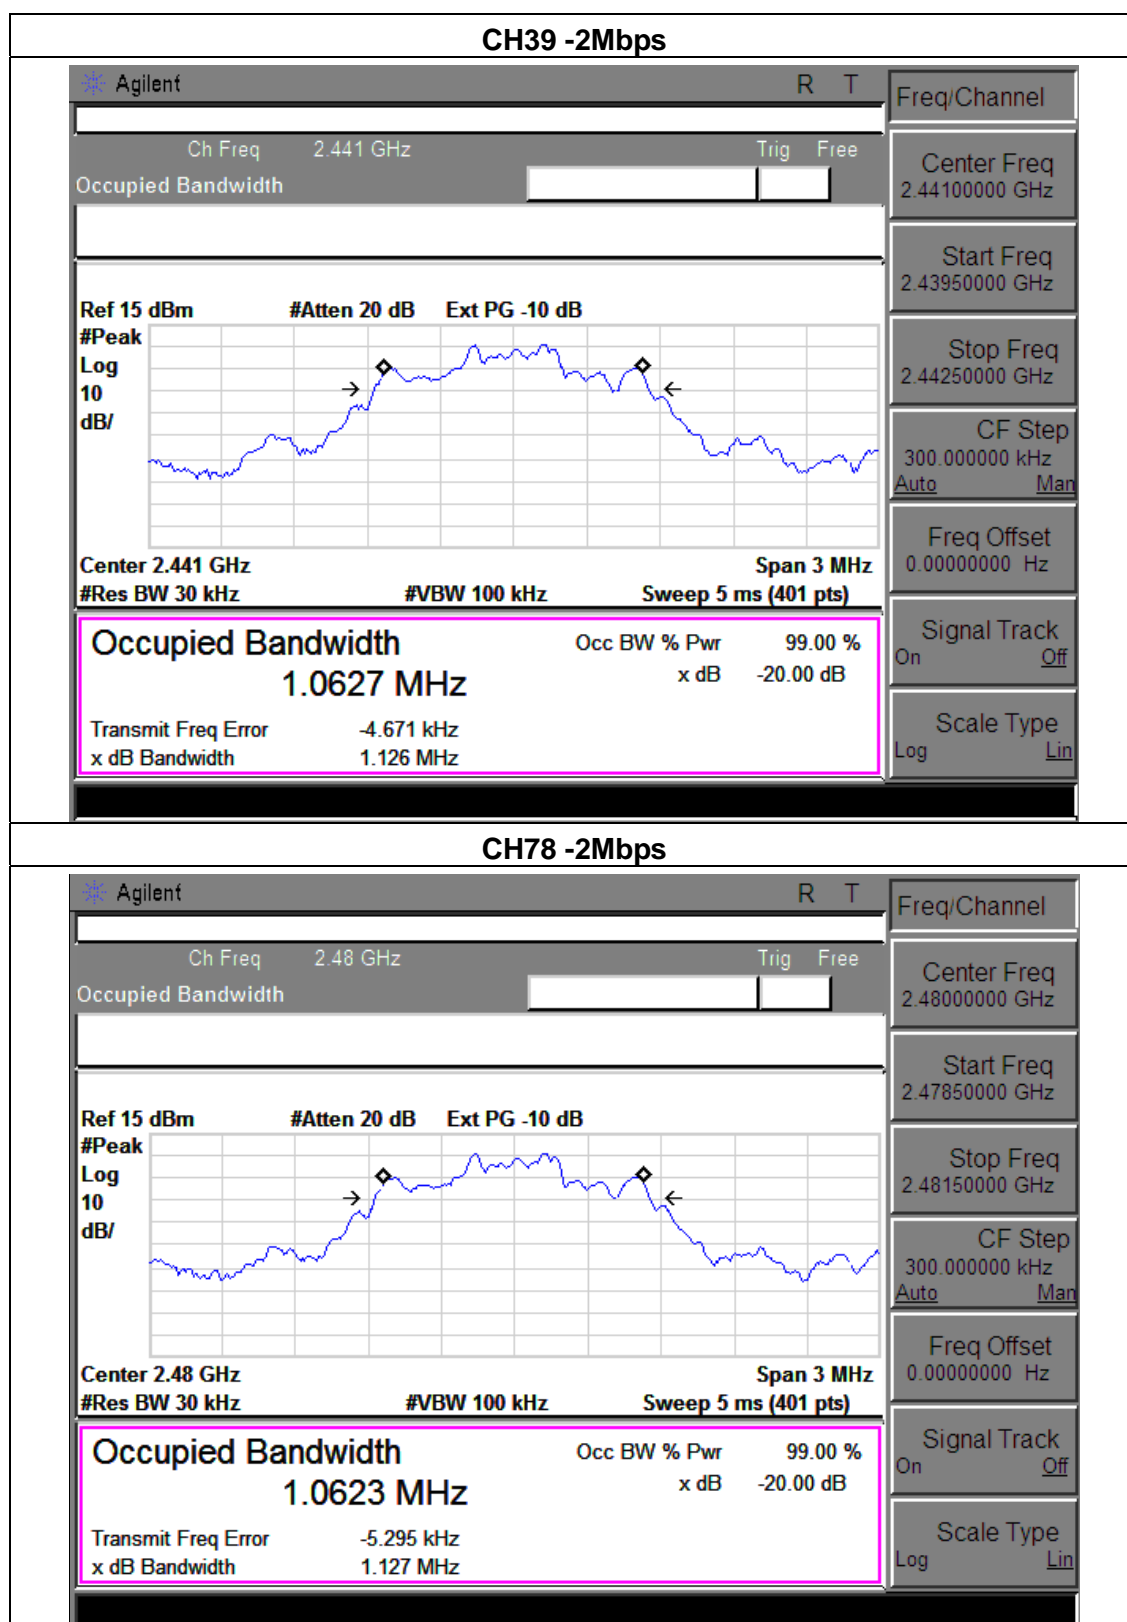 CH39 -2Mbps
Agilent R T
Freq/Channel
Ch Freq 2.441 GHz Trig Free
Occupied Bandwidth
Center Freq
2.44100000 GHz
Start Freq
2.43950000 GHz
Stop Freq
2.44250000 GHz
CF Step
300.000000 kHz
Auto Man
Freq Offset
0.00000000 Hz
Signal Track
On Off
Scale Type
Log Lin
Ref 15 dBm #Atten 20 dB Ext PG -10 dB
#Peak
Log
10
dB/
Center 2.441 GHz Span 3 MHz
#Res BW 30 kHz #VBW 100 kHz Sweep 5 ms (401 pts)
Occupied Bandwidth Occ BW % Pwr 99.00 %
1.0627 MHz x dB -20.00 dB
Transmit Freq Error -4.671 kHz
x dB Bandwidth 1.126 MHz
CH78 -2Mbps
Agilent R T
Freq/Channel
Ch Freq 2.48 GHz Trig Free
Occupied Bandwidth
Center Freq
2.48000000 GHz
Start Freq
2.47850000 GHz
Stop Freq
2.48150000 GHz
CF Step
300.000000 kHz
Auto Man
Freq Offset
0.00000000 Hz
Signal Track
On Off
Scale Type
Log Lin
Ref 15 dBm #Atten 20 dB Ext PG -10 dB
#Peak
Log
10
dB/
Center 2.48 GHz Span 3 MHz
#Res BW 30 kHz #VBW 100 kHz Sweep 5 ms (401 pts)
Occupied Bandwidth Occ BW % Pwr 99.00 %
1.0623 MHz x dB -20.00 dB
Transmit Freq Error -5.295 kHz
x dB Bandwidth 1.127 MHz